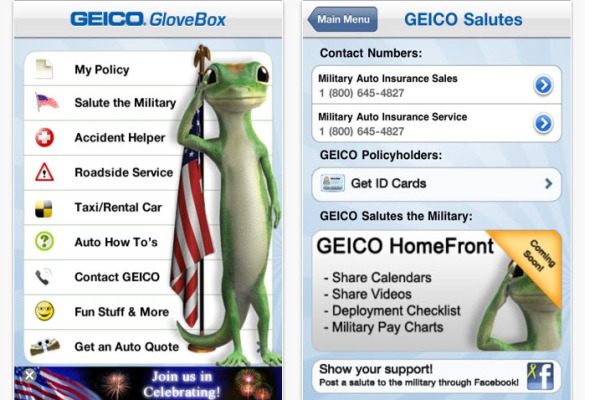 GEICO. GloveBox
My Policy
Salute the Military
Accident Helper
Roadside Service
Taxi/Rental Car
Auto How To's
Contact GEICO
Fun Stuff & More
Get an Auto Quote
Join us in
Celebrating!
Main Menu
GEICO Salutes
Contact Numbers:
Military Auto Insurance Sales
1 (800) 645-4827
Military Auto Insurance Service
1 (800) 645-4827
GEICO Policyholders:
Get ID Cards
GEICO Salutes the Military:
GEICO HomeFront
Coming
Soon!
- Share Calendars
- Share Videos
- Deployment Checklist
- Military Pay Charts
Show your support!
Post a salute to the military through Facebook!
f